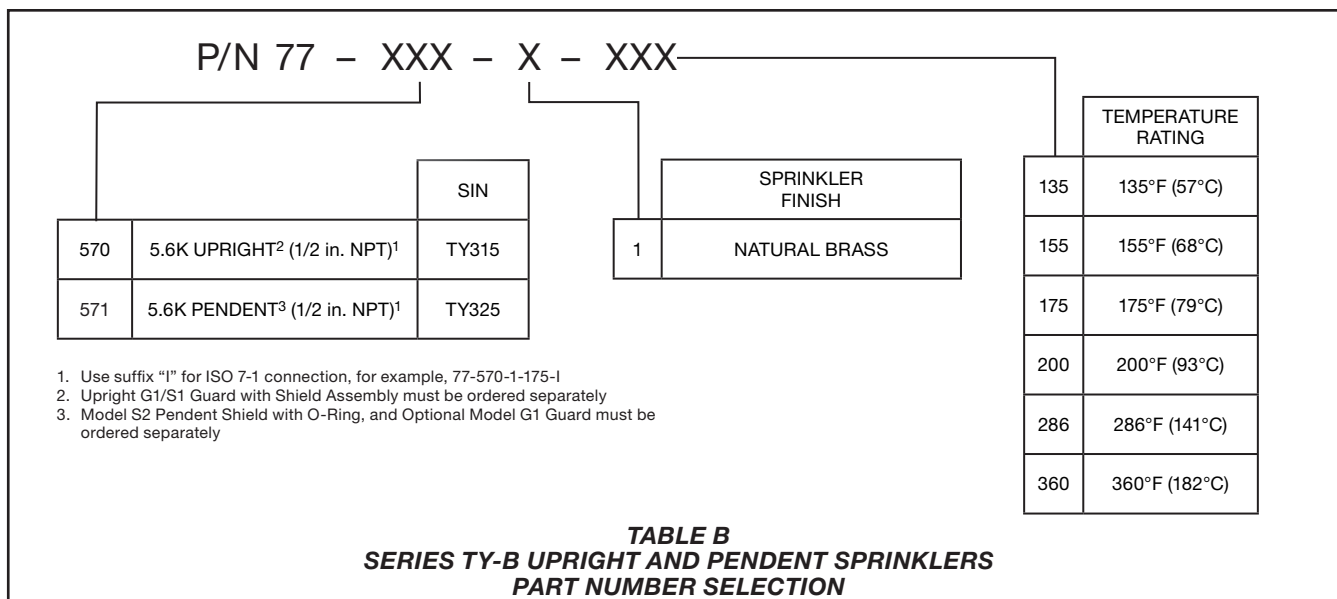 P/N 77 – XXX – X – XXX
SIN
570 5.6K UPRIGHT² (1/2 in. NPT)¹ TY315
571 5.6K PENDENT³ (1/2 in. NPT)¹ TY325
SPRINKLER
FINISH
1 NATURAL BRASS
TEMPERATURE
RATING
135 135°F (57°C)
155 155°F (68°C)
175 175°F (79°C)
200 200°F (93°C)
286 286°F (141°C)
360 360°F (182°C)
1. Use suffix “I” for ISO 7-1 connection, for example, 77-570-1-175-I
2. Upright G1/S1 Guard with Shield Assembly must be ordered separately
3. Model S2 Pendent Shield with O-Ring, and Optional Model G1 Guard must be
ordered separately
TABLE B
SERIES TY-B UPRIGHT AND PENDENT SPRINKLERS
PART NUMBER SELECTION